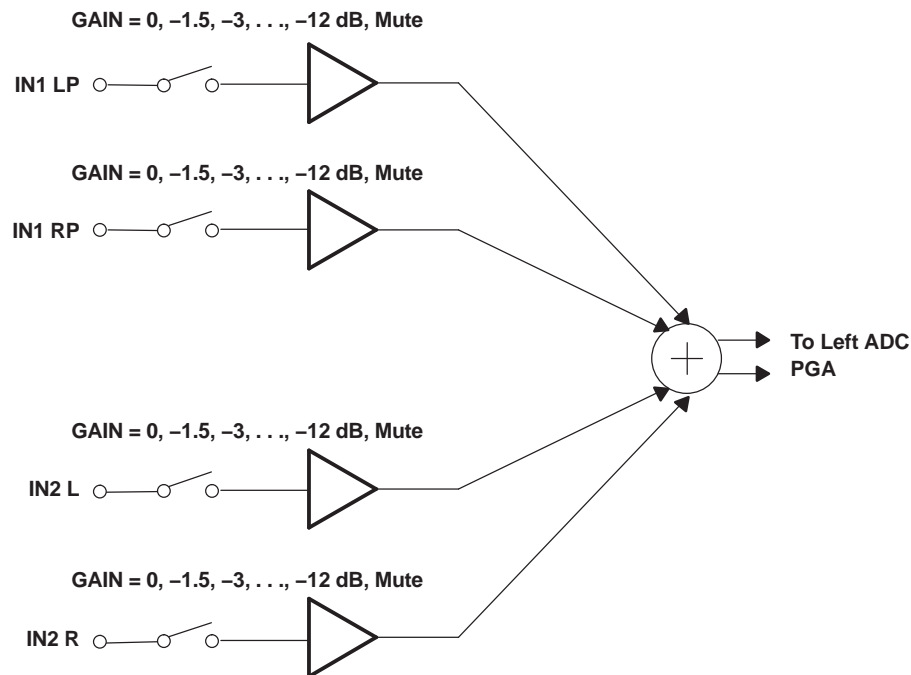 GAIN = 0, –1.5, –3, . . ., –12 dB, Mute
IN1 LP
GAIN = 0, –1.5, –3, . . ., –12 dB, Mute
IN1 RP
To Left ADC
PGA
GAIN = 0, –1.5, –3, . . ., –12 dB, Mute
IN2 L
GAIN = 0, –1.5, –3, . . ., –12 dB, Mute
IN2 R